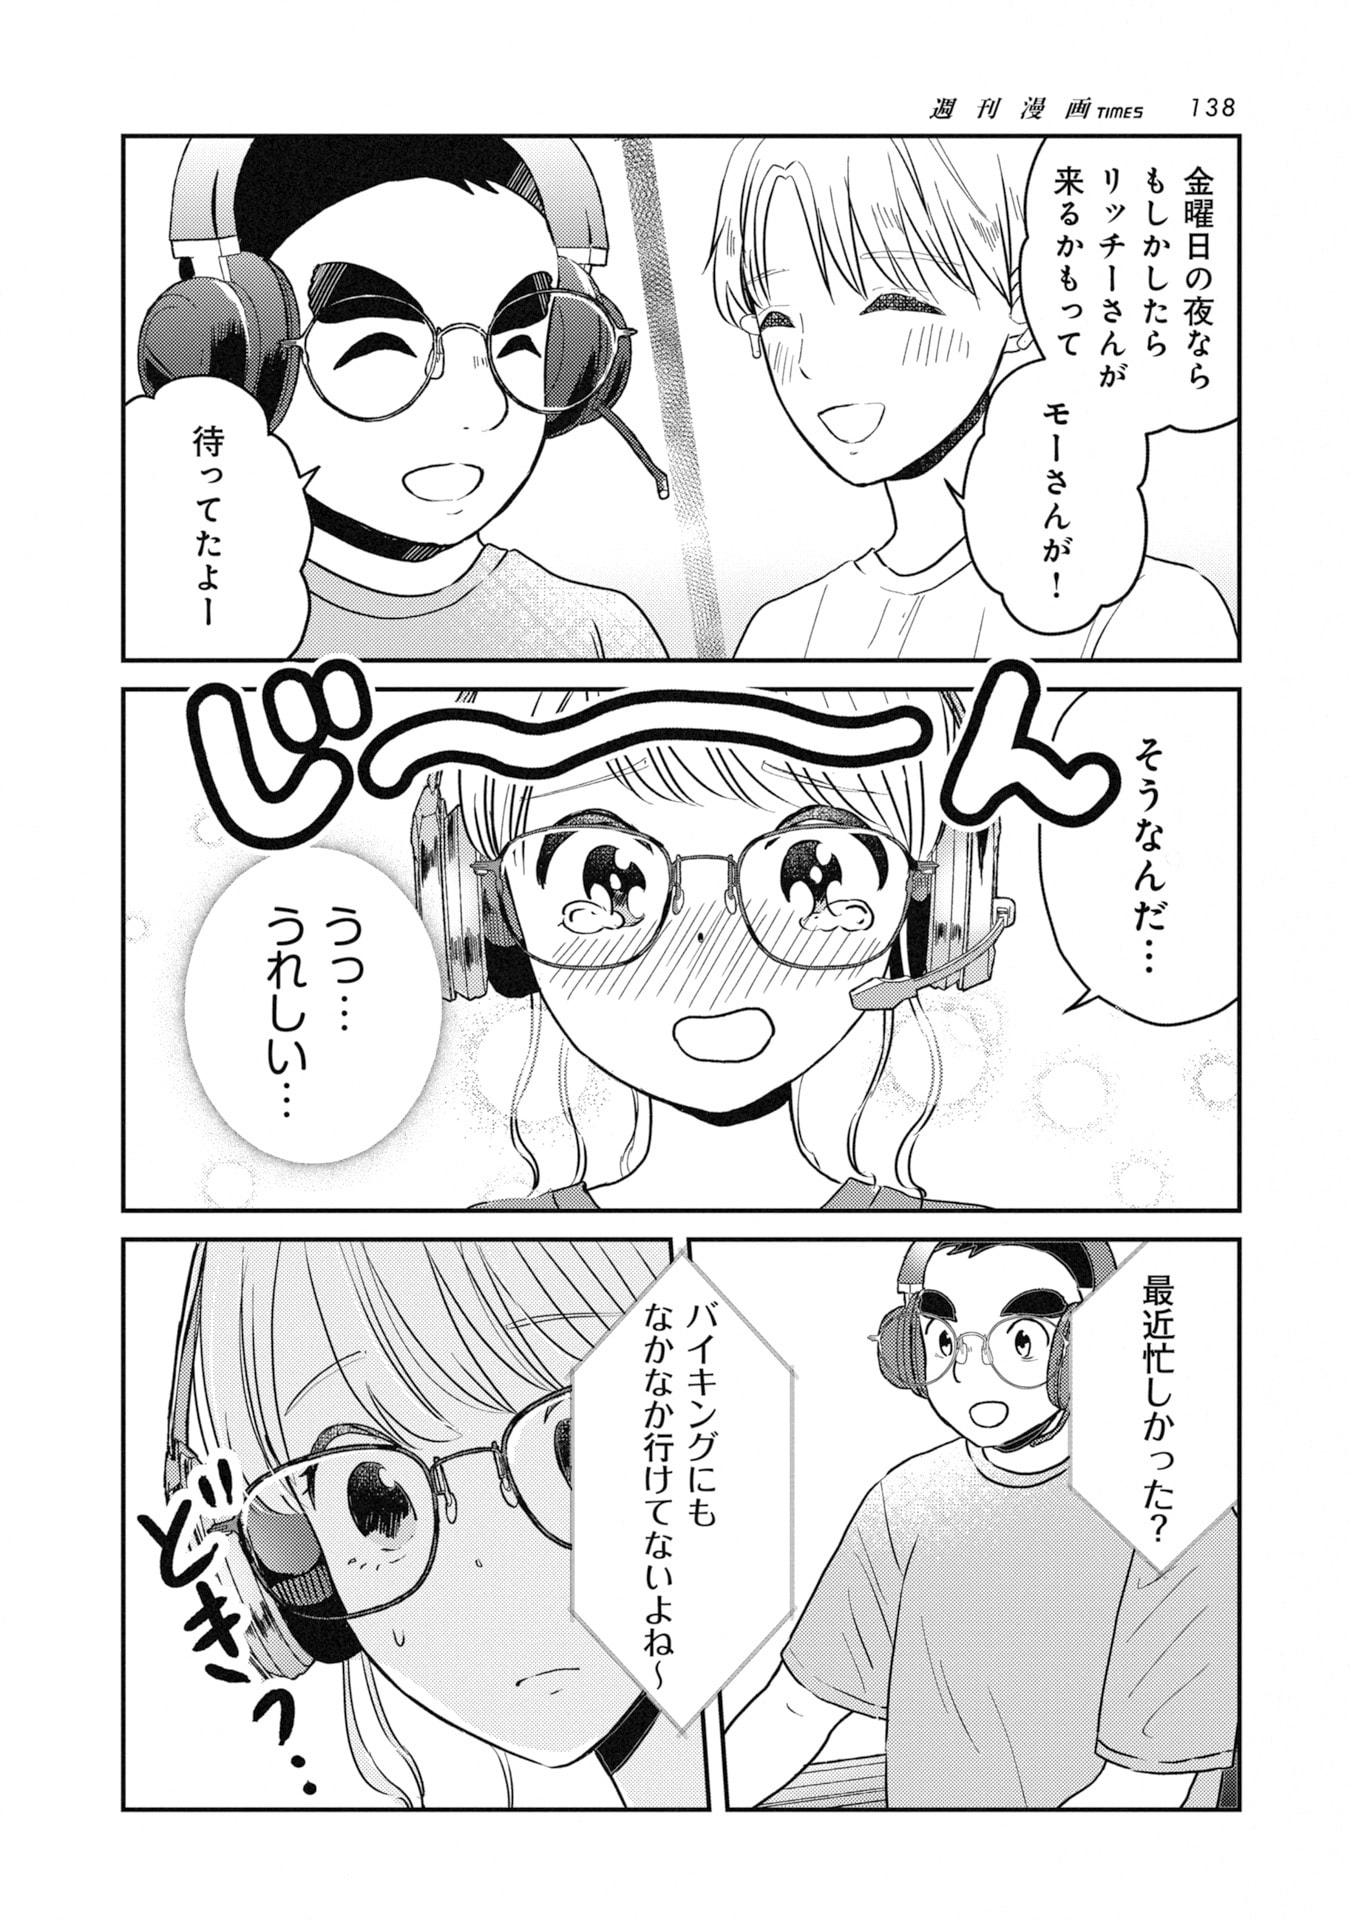 週刊漫画TIMES 138
金曜日の夜なら
もしかしたら
リッチーさんが
来るかもって
モーさんが!
待ってたよー
そうなんだ…
じーーん
うっ…
うれしい…
最近忙しかった?
バイキングにも
なかなか行けてないよね〜
どきっ…